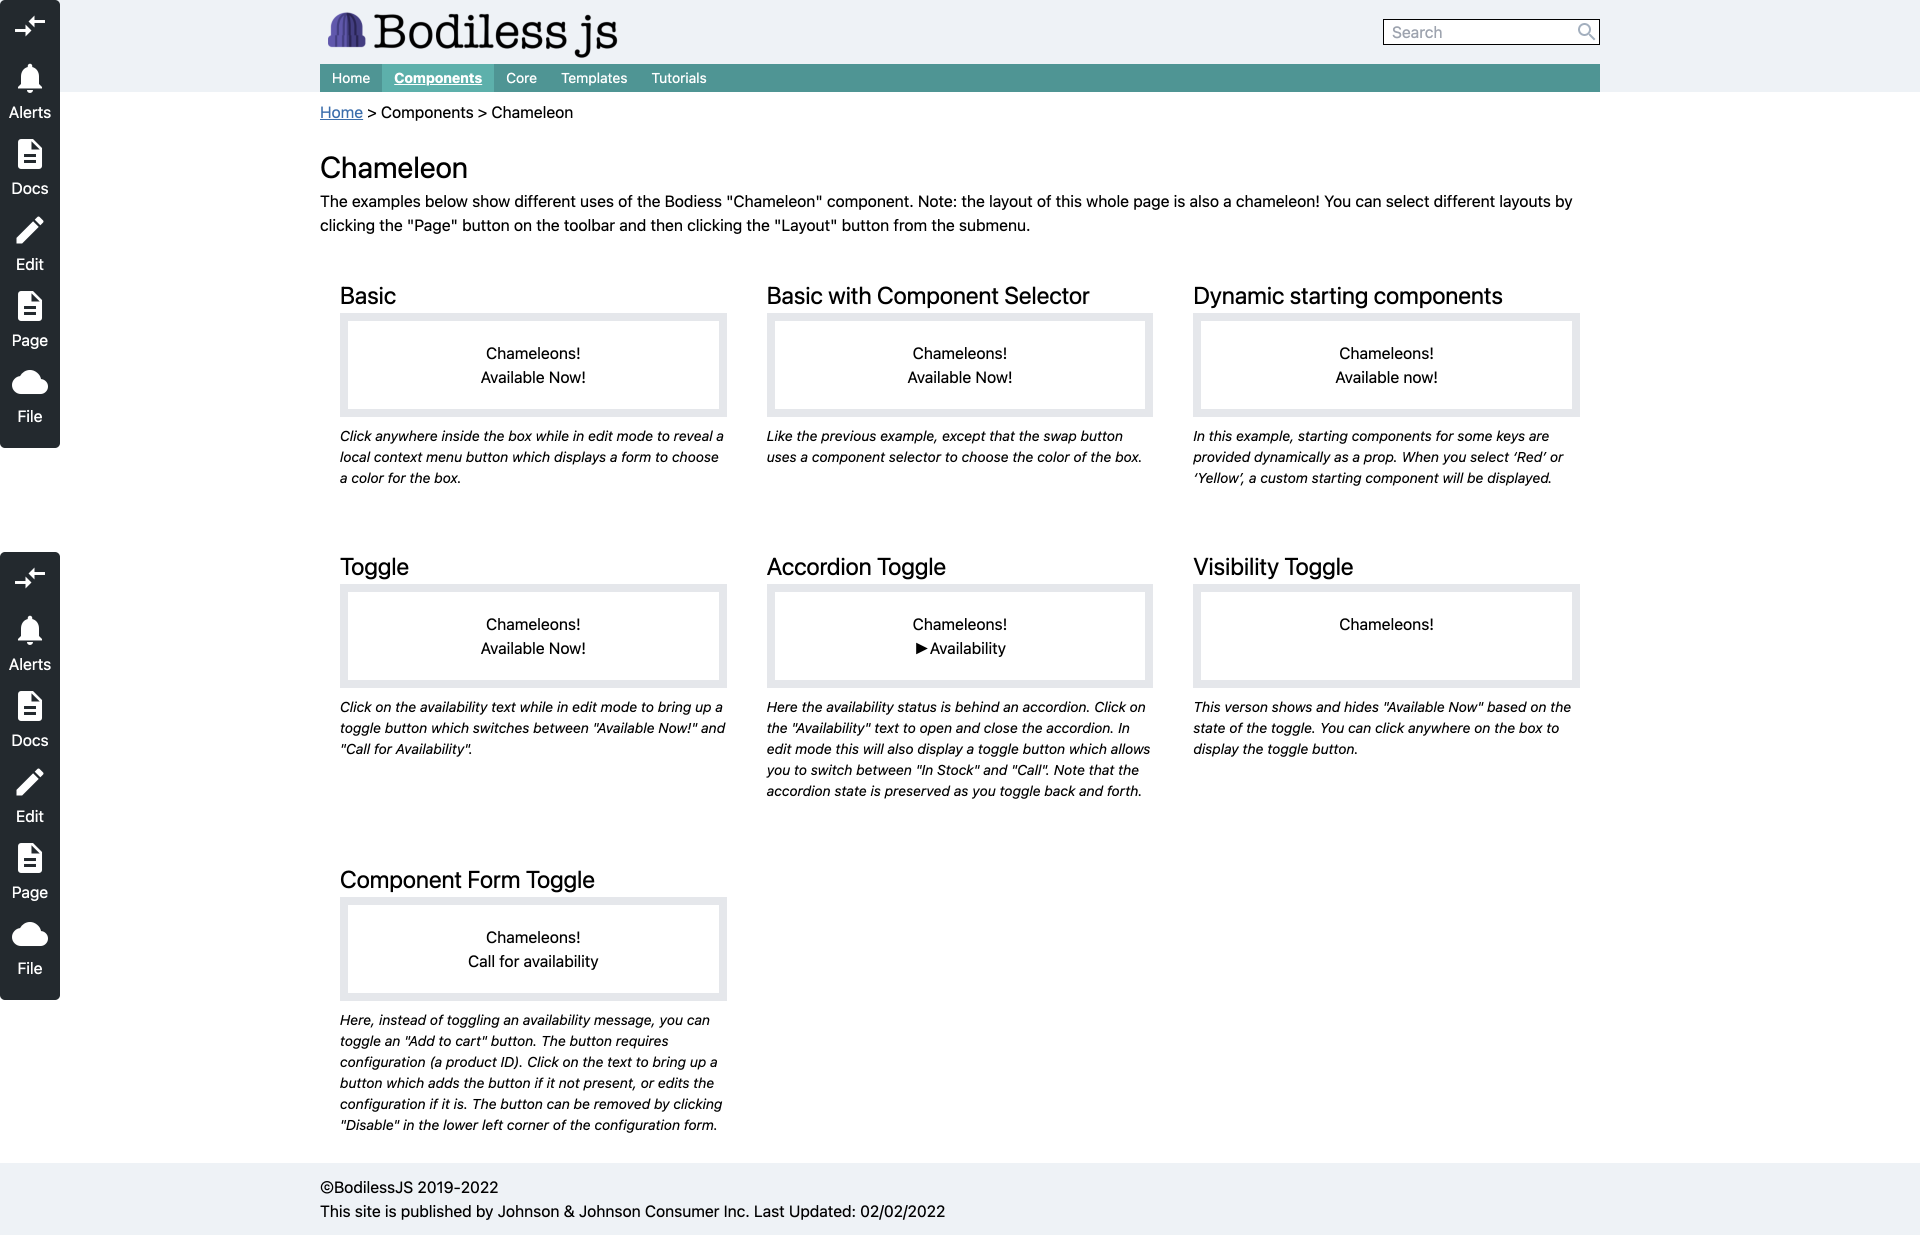 Bodiless js
Search
Home Components Core Templates Tutorials
Home > Components > Chameleon
Alerts
Docs
Edit
Page
File
Chameleon
The examples below show different uses of the Bodiess "Chameleon" component. Note: the layout of this whole page is also a chameleon! You can select different layouts by
clicking the "Page" button on the toolbar and then clicking the "Layout" button from the submenu.
Basic
Chameleons!
Available Now!
Click anywhere inside the box while in edit mode to reveal a
local context menu button which displays a form to choose
a color for the box.
Basic with Component Selector
Chameleons!
Available Now!
Like the previous example, except that the swap button
uses a component selector to choose the color of the box.
Dynamic starting components
Chameleons!
Available now!
In this example, starting components for some keys are
provided dynamically as a prop. When you select ‘Red’ or
‘Yellow’, a custom starting component will be displayed.
Alerts
Docs
Edit
Page
File
Toggle
Chameleons!
Available Now!
Click on the availability text while in edit mode to bring up a
toggle button which switches between "Available Now!" and
"Call for Availability".
Accordion Toggle
Chameleons!
▶Availability
Here the availability status is behind an accordion. Click on
the "Availability" text to open and close the accordion. In
edit mode this will also display a toggle button which allows
you to switch between "In Stock" and "Call". Note that the
accordion state is preserved as you toggle back and forth.
Visibility Toggle
Chameleons!
This verson shows and hides "Available Now" based on the
state of the toggle. You can click anywhere on the box to
display the toggle button.
Component Form Toggle
Chameleons!
Call for availability
Here, instead of toggling an availability message, you can
toggle an "Add to cart" button. The button requires
configuration (a product ID). Click on the text to bring up a
button which adds the button if it not present, or edits the
configuration if it is. The button can be removed by clicking
"Disable" in the lower left corner of the configuration form.
©BodilessJS 2019-2022
This site is published by Johnson & Johnson Consumer Inc. Last Updated: 02/02/2022